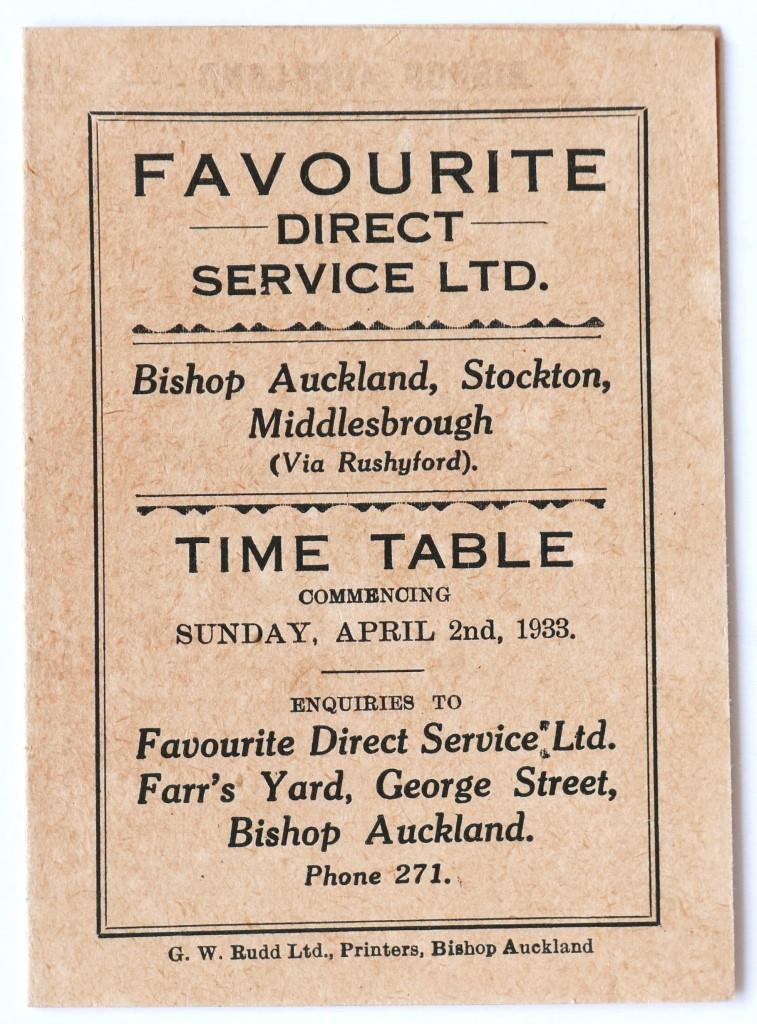 FAVOURITE
DIRECT
SERVICE LTD.
Bishop Auckland, Stockton,
Middlesbrough
(Via Rushyford).
TIME TABLE
COMMENCING
SUNDAY, APRIL 2nd, 1933.
ENQUIRIES TO
Favourite Direct Service Ltd.
Farr's Yard, George Street,
Bishop Auckland.
Phone 271.
G. W. Rudd Ltd., Printers, Bishop Auckland